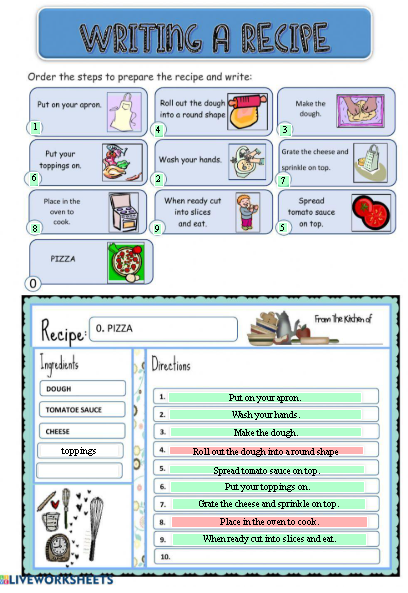 WRITING A RECIPE
Order the steps to prepare the recipe and write:
Put on your apron.
1
Roll out the dough
into a round shape
4
Make the
dough.
3
Put your
toppings on.
6
Wash your hands.
2
Grate the cheese and
sprinkle on top.
7
Place in the
oven to
cook.
8
When ready cut
into slices
and eat.
9
Spread
tomato sauce
on top.
5
PIZZA
0
Recipe: 0. PIZZA
From The Kitchen of
Ingredients
DOUGH
TOMATOE SAUCE
CHEESE
toppings
Directions
1. Put on your apron.
2. Wash your hands.
3. Make the dough.
4. Roll out the dough into a round shape
5. Spread tomato sauce on top.
6. Put your toppings on.
7. Grate the cheese and sprinkle on top.
8. Place in the oven to cook.
9. When ready cut into slices and eat.
10.
LIVEWORKSHEETS